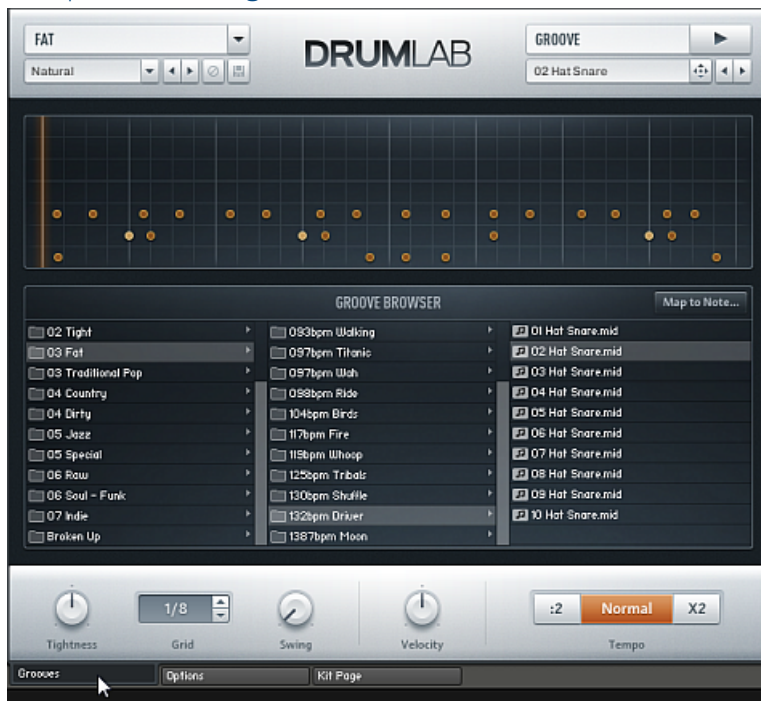 FAT
Natural
DRUMLAB
GROOVE
02 Hat Snare
GROOVE BROWSER
Map to Note...
02 Tight
03 Fat
03 Traditional Pop
04 Country
04 Dirty
05 Jazz
05 Special
06 Raw
06 Soul - Funk
07 Indie
Broken Up
093bpm Walking
097bpm Titanic
097bpm Wah
098bpm Ride
104bpm Birds
117bpm Fire
119bpm Whoop
125bpm Tribals
130bpm Shuffle
132bpm Driver
1387bpm Moon
01 Hat Snare.mid
02 Hat Snare.mid
03 Hat Snare.mid
04 Hat Snare.mid
05 Hat Snare.mid
06 Hat Snare.mid
07 Hat Snare.mid
08 Hat Snare.mid
09 Hat Snare.mid
10 Hat Snare.mid
1/8
:2 Normal X2
Tightness Grid Swing Velocity Tempo
Grooves Options Kit Page